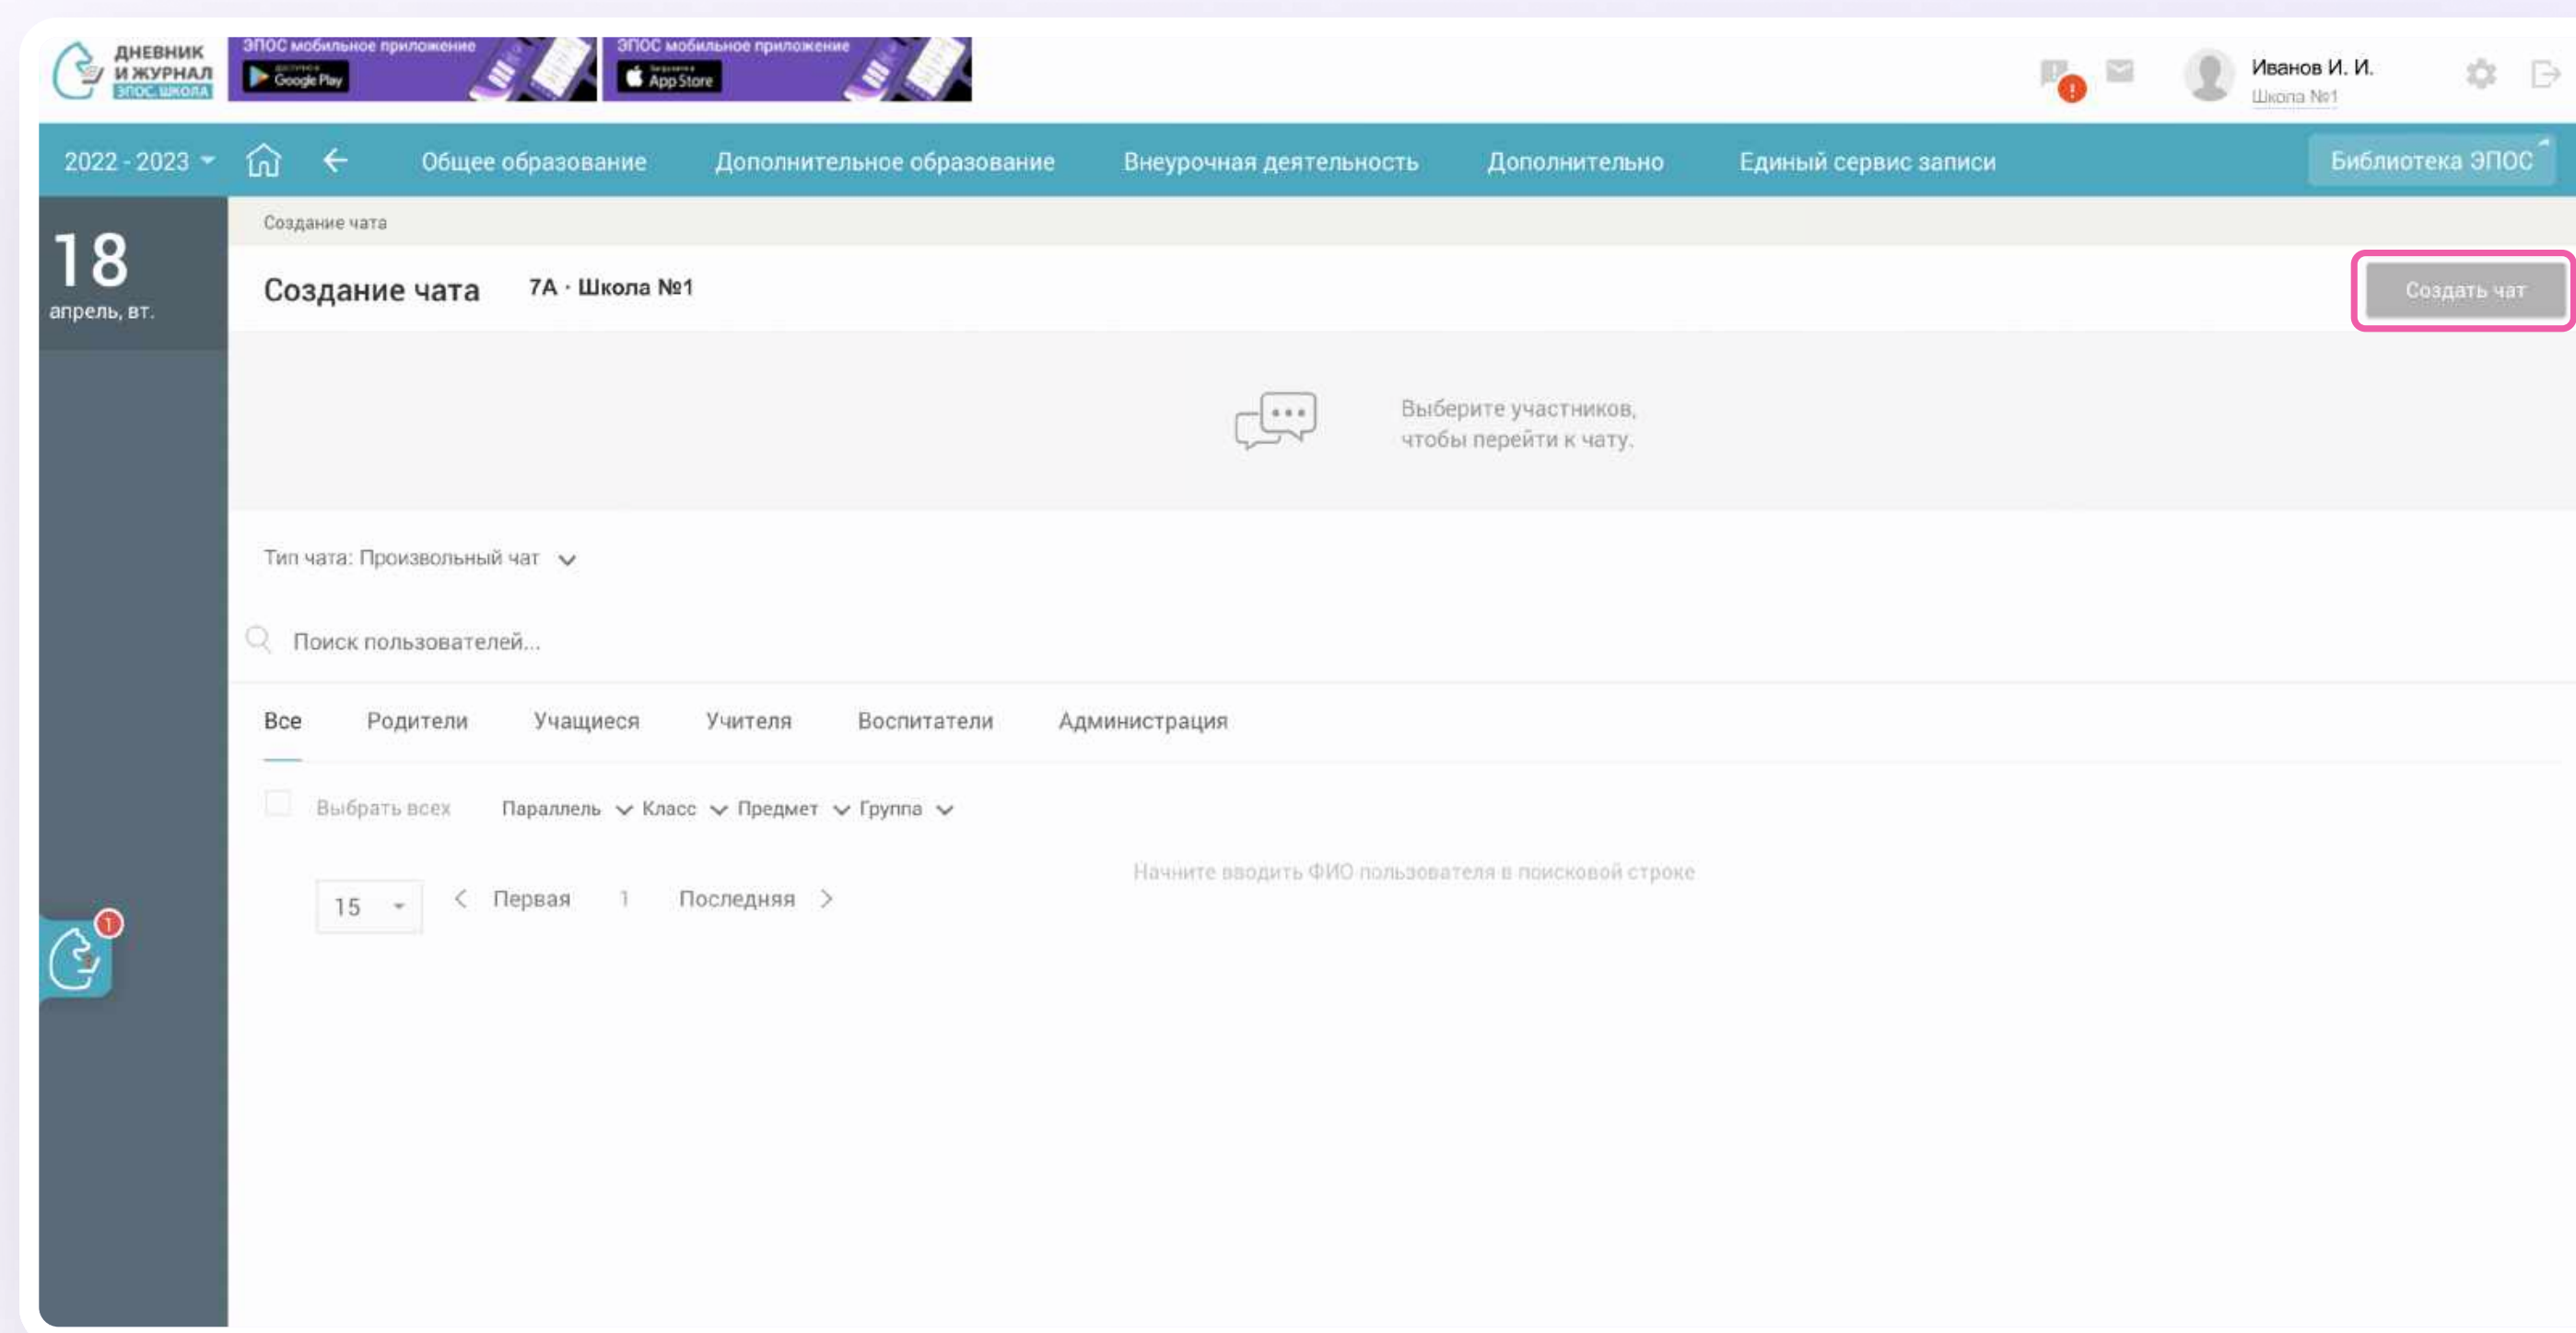 ДНЕВНИК
И ЖУРНАЛ
ЭПОС.ШКОЛА
ЭПОС мобильное приложение
Google Play
ЭПОС мобильное приложение
App Store
Иванов И. И.
Школа №1
2022 - 2023
Общее образование
Дополнительное образование
Внеурочная деятельность
Дополнительно
Единый сервис записи
Библиотека ЭПОС
18
апрель, вт.
Создание чата
Создание чата
7А · Школа №1
Создать чат
Выберите участников,
чтобы перейти к чату.
Тип чата: Произвольный чат
Поиск пользователей...
Все
Родители
Учащиеся
Учителя
Воспитатели
Администрация
Выбрать всех
Параллель
Класс
Предмет
Группа
Начните вводить ФИО пользователя в поисковой строке
15
Первая
1
Последняя
1